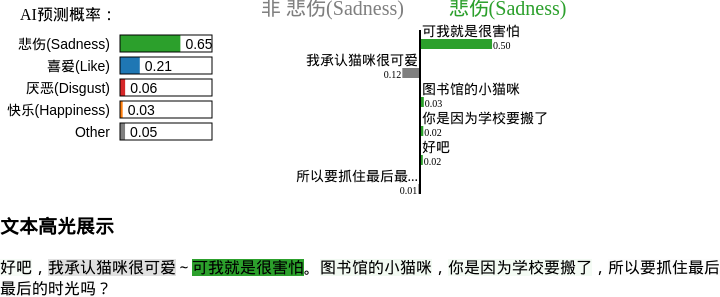 非 悲伤(Sadness) 悲伤(Sadness)
AI预测概率：
悲伤(Sadness) 0.65
喜爱(Like) 0.21
厌恶(Disgust) 0.06
快乐(Happiness) 0.03
Other 0.05
可我就是很害怕
0.50
我承认猫咪很可爱
0.12
图书馆的小猫咪
0.03
你是因为学校要搬了
0.02
好吧
0.02
所以要抓住最后最...
0.01
文本高光展示
好吧，我承认猫咪很可爱～可我就是很害怕。图书馆的小猫咪，你是因为学校要搬了，所以要抓住最后
最后的时光吗？